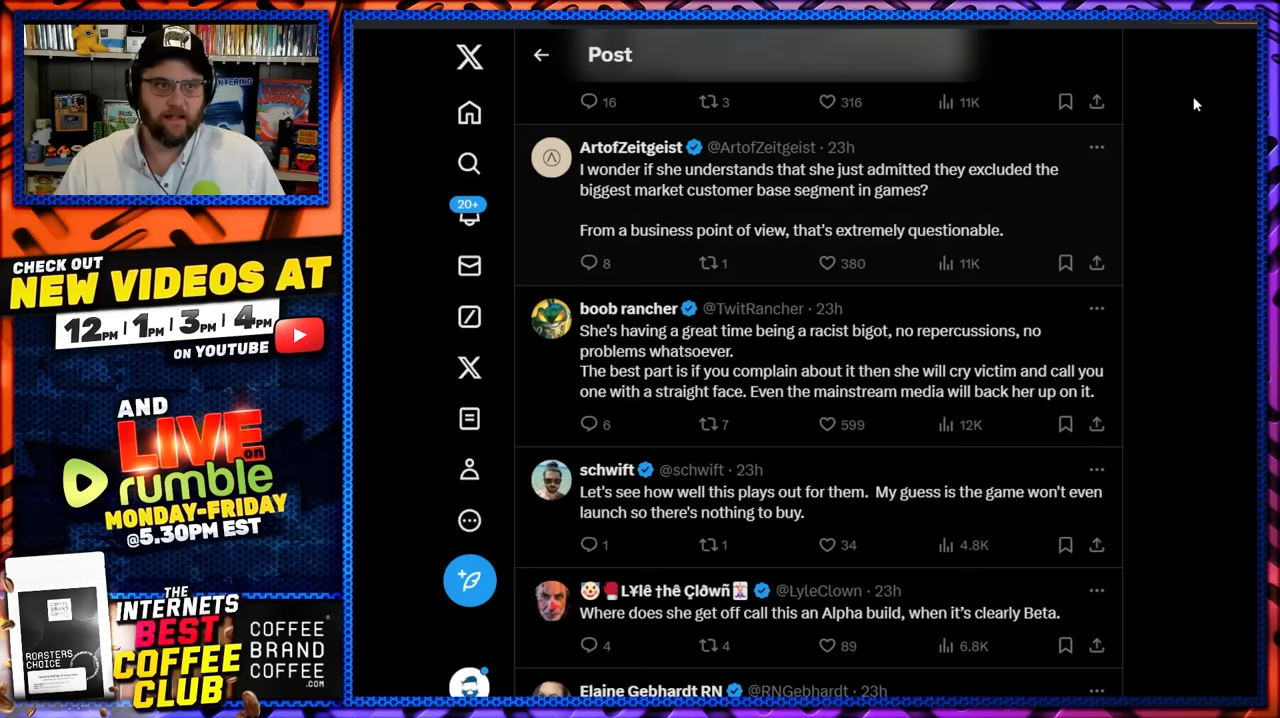 CHECK OUT
NEW VIDEOS AT
12PM | 1PM | 3PM | 4PM
ON YOUTUBE
AND
LIVE on
rumble
MONDAY-FRIDAY
@5.30PM EST
ROASTERS
CHOICE
THE
INTERNETS
BEST
COFFEE
CLUB
COFFEE
BRAND
COFFEE
.COM
20+
Post
16 3 316 11K
ArtofZeitgeist @ArtofZeitgeist · 23h
I wonder if she understands that she just admitted they excluded the
biggest market customer base segment in games?
From a business point of view, that's extremely questionable.
8 1 380 11K
boob rancher @TwitRancher · 23h
She's having a great time being a racist bigot, no repercussions, no
problems whatsoever.
The best part is if you complain about it then she will cry victim and call you
one with a straight face. Even the mainstream media will back her up on it.
6 7 599 12K
schwift @schwift · 23h
Let's see how well this plays out for them. My guess is the game won't even
launch so there's nothing to buy.
1 1 34 4.8K
🤡🥊Ⱡ¥łê ŧhê Çlðwñ🃏 @LyleClown · 23h
Where does she get off call this an Alpha build, when it's clearly Beta.
4 4 89 6.8K
Elaine Gebhardt RN @RNGebhardt · 23h